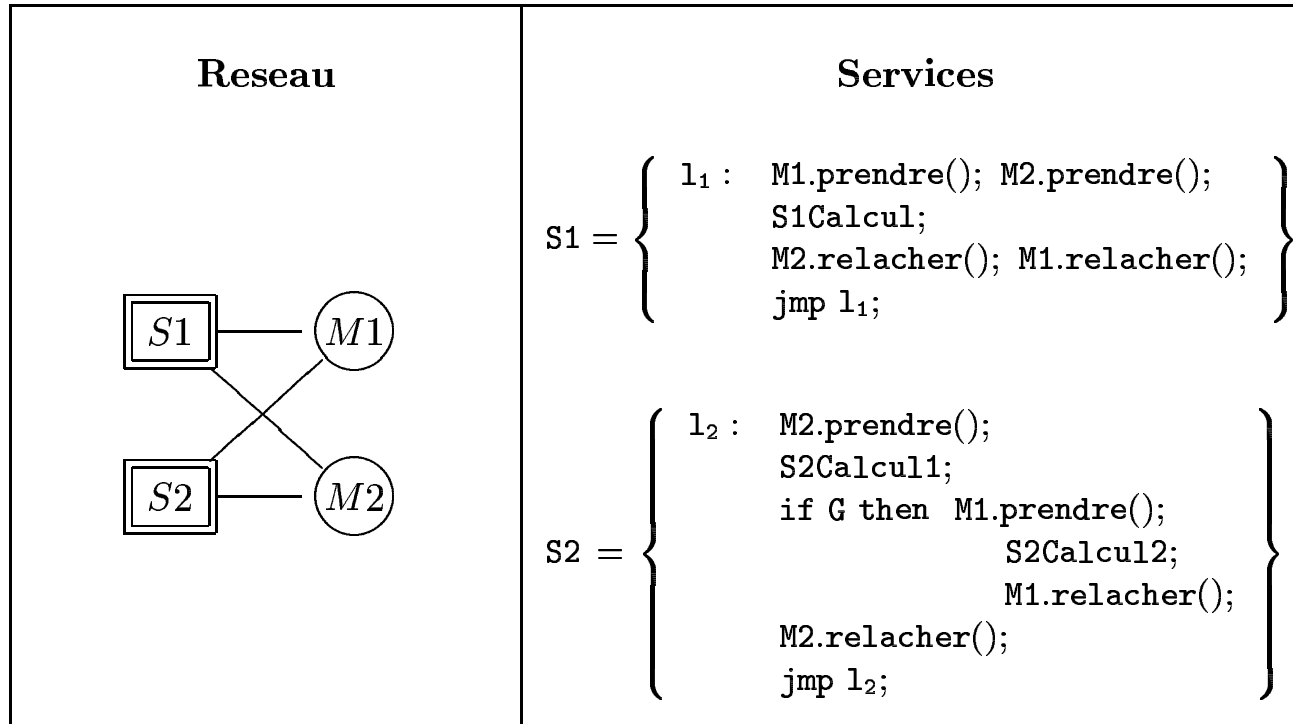 Reseau
S1
M1
S2
M2
Services
S1 = { l₁ : M1.prendre(); M2.prendre();
S1Calcul;
M2.relacher(); M1.relacher();
jmp l₁; }
S2 = { l₂ : M2.prendre();
S2Calcul1;
if G then M1.prendre();
S2Calcul2;
M1.relacher();
M2.relacher();
jmp l₂; }